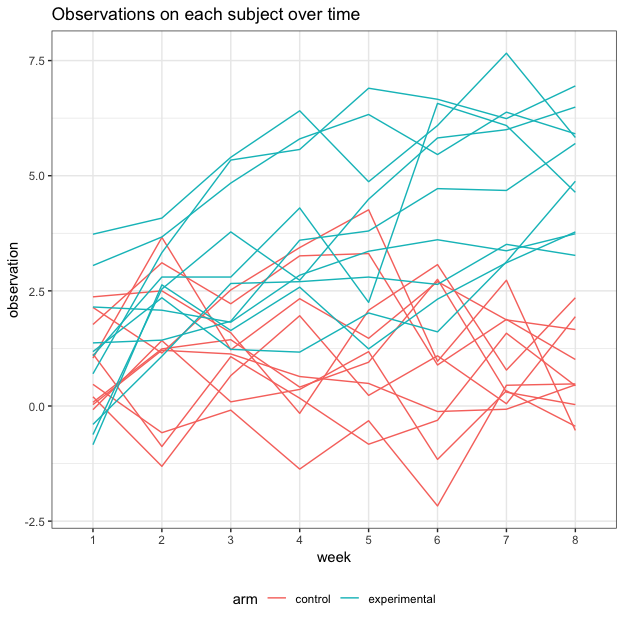 Observations on each subject over time
7.5
5.0
2.5
0.0
-2.5
observation
1 2 3 4 5 6 7 8
week
arm control experimental